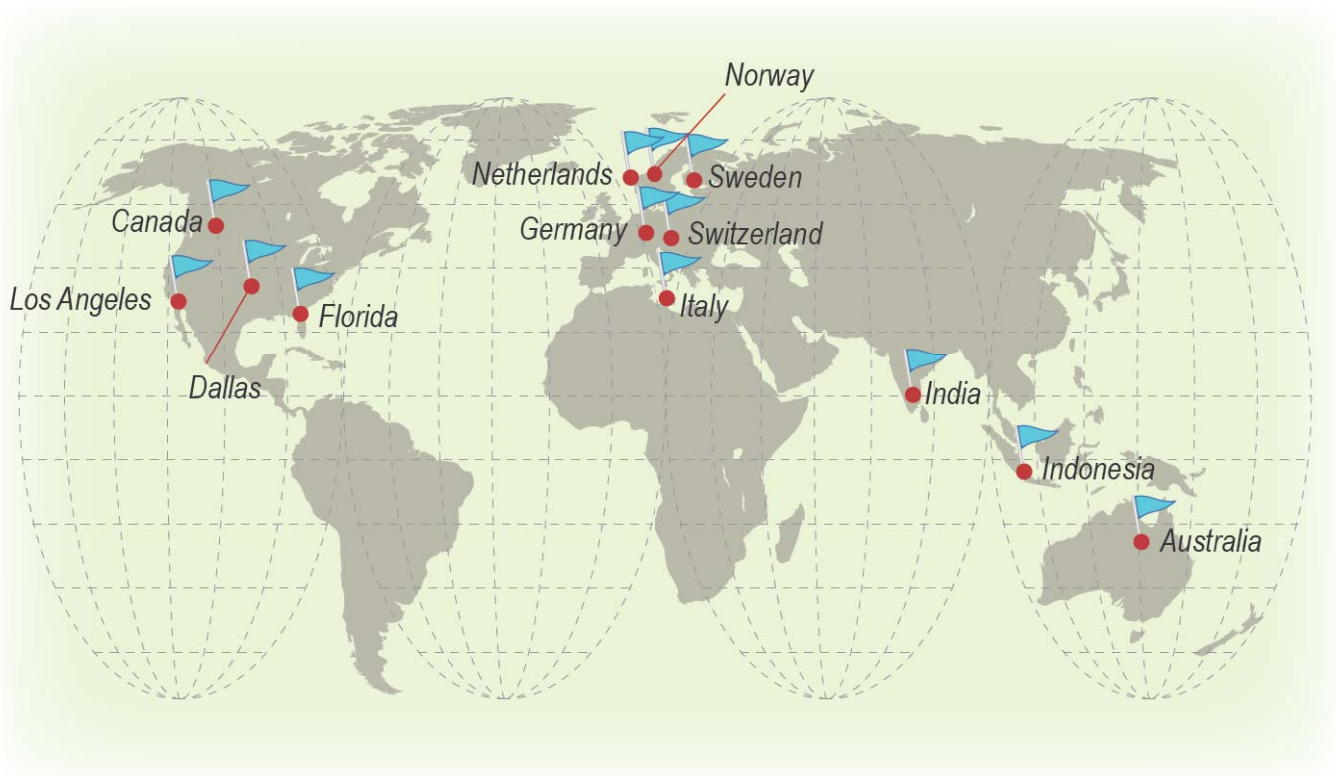 Norway
Netherlands
Sweden
Canada
Germany
Switzerland
Los Angeles
Florida
Italy
Dallas
India
Indonesia
Australia